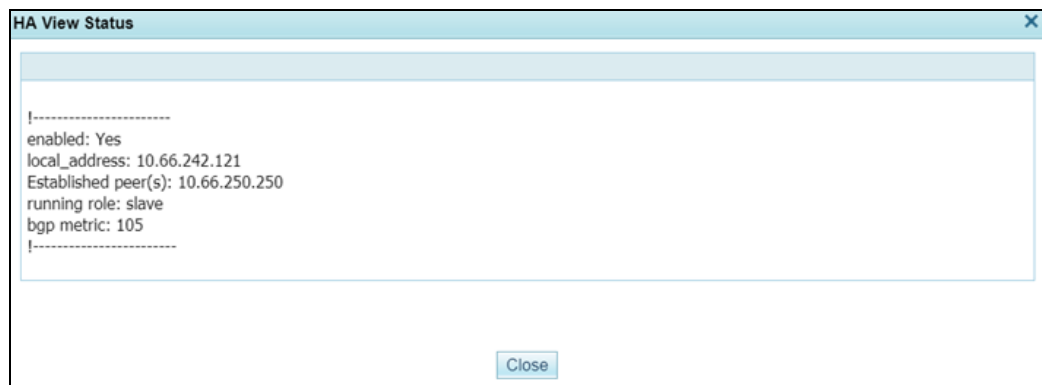 HA View Status
!-----------------------
enabled: Yes
local_address: 10.66.242.121
Established peer(s): 10.66.250.250
running role: slave
bgp metric: 105
!------------------------
Close